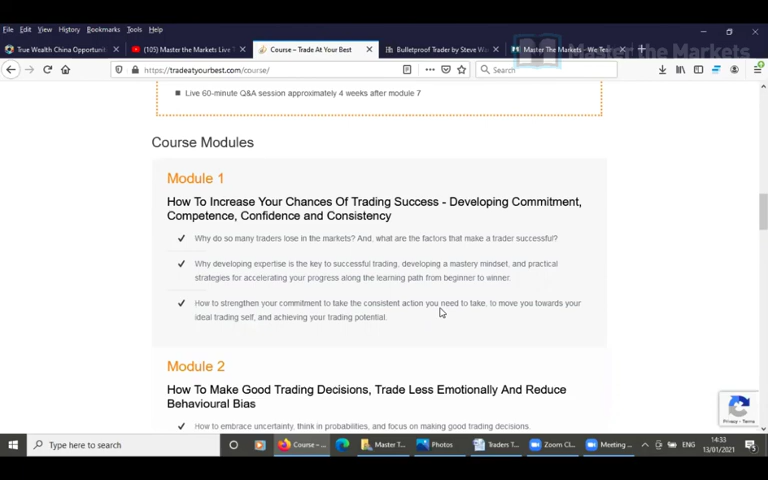 File Edit View History Bookmarks Tools Help
True Wealth China Opportuni
(105) Master the Markets Live T
Course – Trade At Your Best
Bulletproof Trader by Steve Wa
Master The Markets - We Tea
Master the Markets
https://tradeatyourbest.com/course/
Search
Live 60-minute Q&A session approximately 4 weeks after module 7
Course Modules
Module 1
How To Increase Your Chances Of Trading Success - Developing Commitment,
Competence, Confidence and Consistency
Why do so many traders lose in the markets? And, what are the factors that make a trader successful?
Why developing expertise is the key to successful trading, developing a mastery mindset, and practical
strategies for accelerating your progress along the learning path from beginner to winner.
How to strengthen your commitment to take the consistent action you need to take, to move you towards your
ideal trading self, and achieving your trading potential.
Module 2
How To Make Good Trading Decisions, Trade Less Emotionally And Reduce
Behavioural Bias
How to embrace uncertainty, think in probabilities, and focus on making good trading decisions.
Privacy - Terms
Type here to search
Course – ...
Master T...
Photos
Traders T...
Zoom Cl...
Meeting ...
ENG
14:33
13/01/2021